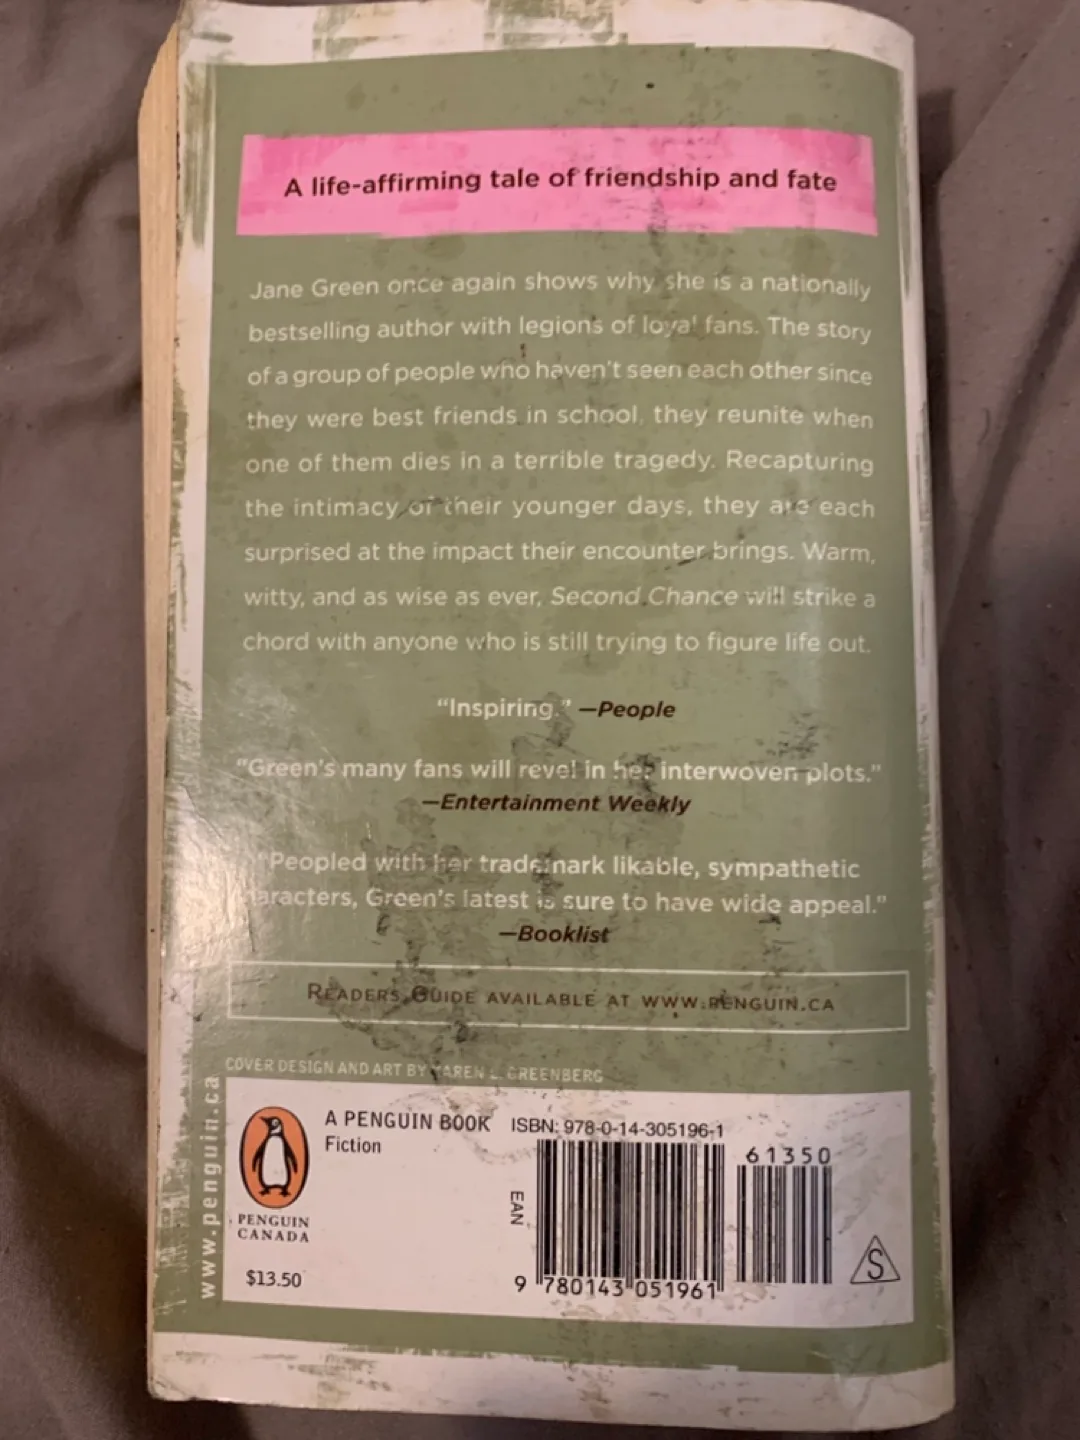 A life-affirming tale of friendship and fate
Jane Green once again shows why she is a nationally
bestselling author with legions of loyal fans. The story
of a group of people who haven't seen each other since
they were best friends in school, they reunite when
one of them dies in a terrible tragedy. Recapturing
the intimacy of their younger days, they are each
surprised at the impact their encounter brings. Warm,
witty, and as wise as ever, Second Chance will strike a
chord with anyone who is still trying to figure life out.
“Inspiring.” —People
“Green's many fans will revel in her interwoven plots.”
—Entertainment Weekly
“Peopled with her trademark likable, sympathetic
characters, Green's latest is sure to have wide appeal.”
—Booklist
READERS GUIDE AVAILABLE AT WWW.PENGUIN.CA
COVER DESIGN AND ART BY KAREN L. GREENBERG
www.penguin.ca
A PENGUIN BOOK
Fiction
PENGUIN
CANADA
$13.50
ISBN: 978-0-14-305196-1
61350
EAN
9 780143 051961
S